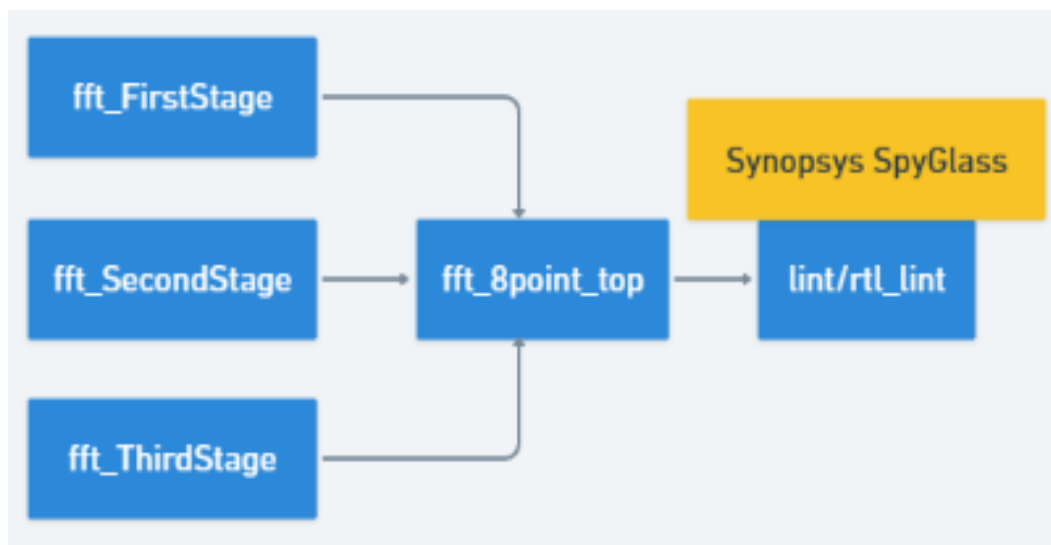 fft_FirstStage
Synopsys SpyGlass
fft_SecondStage
fft_8point_top
lint/rtl_lint
fft_ThirdStage